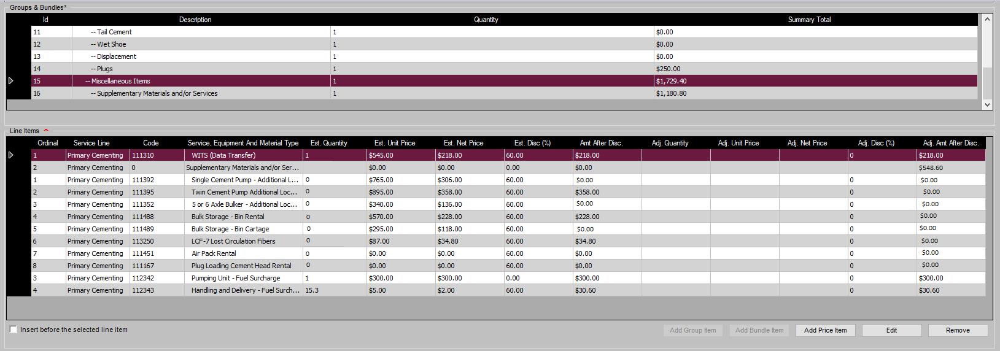 Groups & Bundles*
Id Description Quantity Summary Total
11 -- Tail Cement 1 $0.00
12 -- Wet Shoe 1 $0.00
13 -- Displacement 1 $0.00
14 -- Plugs 1 $250.00
15 -- Miscellaneous Items 1 $1,729.40
16 -- Supplementary Materials and/or Services 1 $1,180.80
Line Items
Ordinal Service Line Code Service, Equipment And Material Type Est. Quantity Est. Unit Price Est. Net Price Est. Disc (%) Amt After Disc. Adj. Quantity Adj. Unit Price Adj. Net Price Adj. Disc (%) Adj. Amt After Disc.
1 Primary Cementing 111310 WITS (Data Transfer) 1 $545.00 $218.00 60.00 $218.00 0 $218.00
2 Primary Cementing 0 Supplementary Materials and/or Ser... $0.00 $0.00 0.00 $0.00 $548.60
1 Primary Cementing 111392 Single Cement Pump - Additional L... 0 $765.00 $306.00 60.00 $0.00 0 $0.00
2 Primary Cementing 111395 Twin Cement Pump Additional Loc... 0 $895.00 $358.00 60.00 $358.00 0 $0.00
3 Primary Cementing 111352 5 or 6 Axle Bulker - Additional Loc... 0 $340.00 $136.00 60.00 $0.00 0 $0.00
4 Primary Cementing 111488 Bulk Storage - Bin Rental 0 $570.00 $228.00 60.00 $228.00 0 $0.00
5 Primary Cementing 111489 Bulk Storage - Bin Cartage 0 $295.00 $118.00 60.00 $0.00 0 $0.00
6 Primary Cementing 113250 LCF-7 Lost Circulation Fibers 0 $87.00 $34.80 60.00 $34.80 0 $0.00
7 Primary Cementing 111451 Air Pack Rental 0 $0.00 $0.00 60.00 $0.00 0 $0.00
8 Primary Cementing 111167 Plug Loading Cement Head Rental 0 $0.00 $0.00 60.00 $0.00 0 $0.00
3 Primary Cementing 112342 Pumping Unit - Fuel Surcharge 1 $300.00 $300.00 0.00 $300.00 0 $300.00
4 Primary Cementing 112343 Handling and Delivery - Fuel Surch... 15.3 $5.00 $2.00 60.00 $30.60 0 $30.60
Insert before the selected line item Add Group Item Add Bundle Item Add Price Item Edit Remove